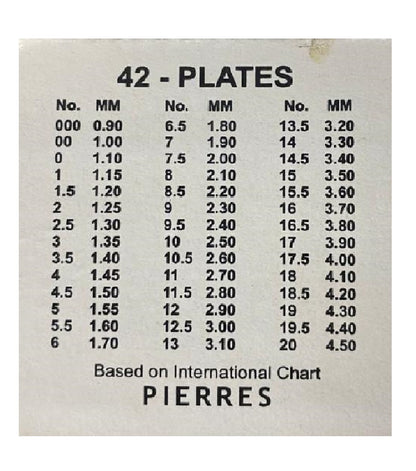 42 - PLATES
No. MM No. MM No. MM
000 0.90 6.5 1.80 13.5 3.20
00 1.00 7 1.90 14 3.30
0 1.10 7.5 2.00 14.5 3.40
1 1.15 8 2.10 15 3.50
1.5 1.20 8.5 2.20 15.5 3.60
2 1.25 9 2.30 16 3.70
2.5 1.30 9.5 2.40 16.5 3.80
3 1.35 10 2.50 17 3.90
3.5 1.40 10.5 2.60 17.5 4.00
4 1.45 11 2.70 18 4.10
4.5 1.50 11.5 2.80 18.5 4.20
5 1.55 12 2.90 19 4.30
5.5 1.60 12.5 3.00 19.5 4.40
6 1.70 13 3.10 20 4.50
Based on International Chart
PIERRES